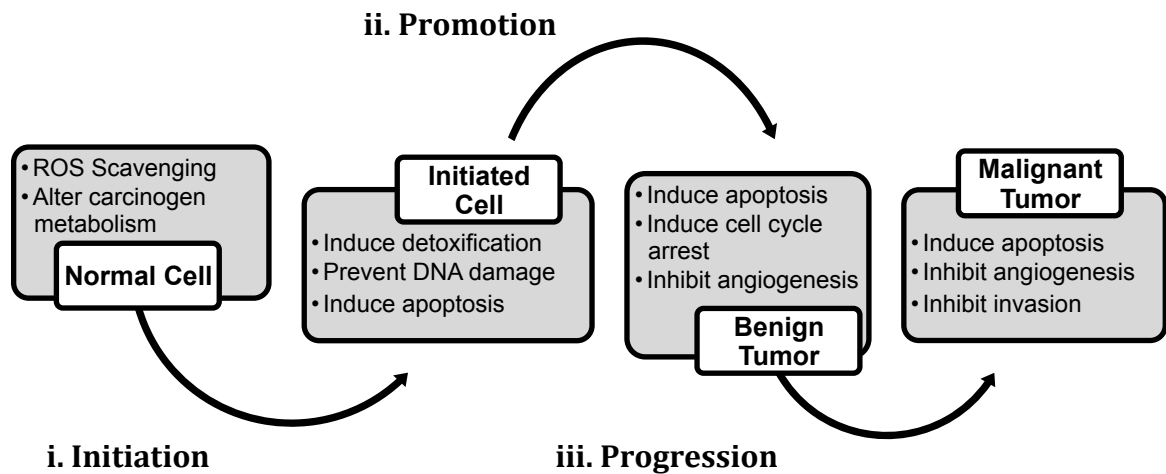 ii. Promotion
• ROS Scavenging
• Alter carcinogen
metabolism
Normal Cell
Initiated
Cell
• Induce detoxification
• Prevent DNA damage
• Induce apoptosis
• Induce apoptosis
• Induce cell cycle
arrest
• Inhibit angiogenesis
Benign
Tumor
Malignant
Tumor
• Induce apoptosis
• Inhibit angiogenesis
• Inhibit invasion
i. Initiation
iii. Progression